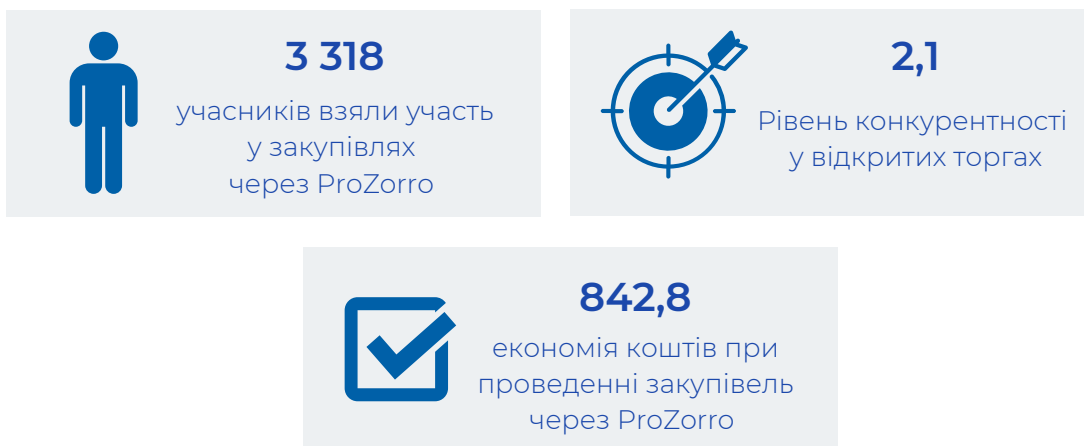 3 318
учасників взяли участь
у закупівлях
через ProZorro
2,1
Рівень конкурентності
у відкритих торгах
842,8
економія коштів при
проведенні закупівель
через ProZorro